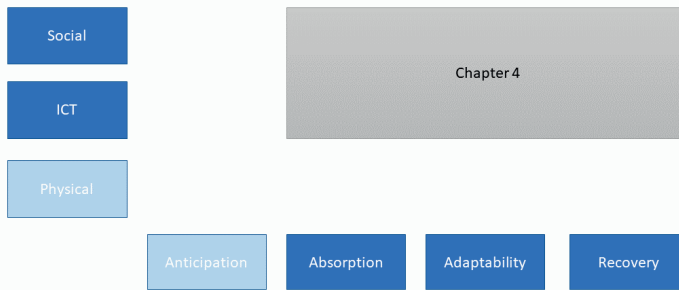 Social
Chapter 4
ICT
Physical
Anticipation
Absorption
Adaptability
Recovery